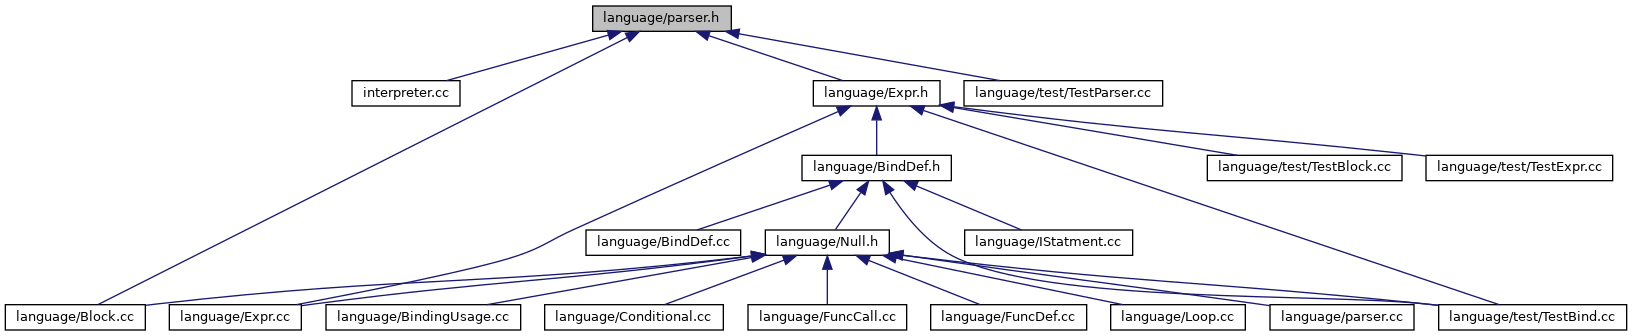 language/parser.h
interpreter.cc
language/Expr.h
language/test/TestParser.cc
language/BindDef.h
language/test/TestBlock.cc
language/test/TestExpr.cc
language/BindDef.cc
language/Null.h
language/IStatment.cc
language/Block.cc
language/Expr.cc
language/BindingUsage.cc
language/Conditional.cc
language/FuncCall.cc
language/FuncDef.cc
language/Loop.cc
language/parser.cc
language/test/TestBind.cc